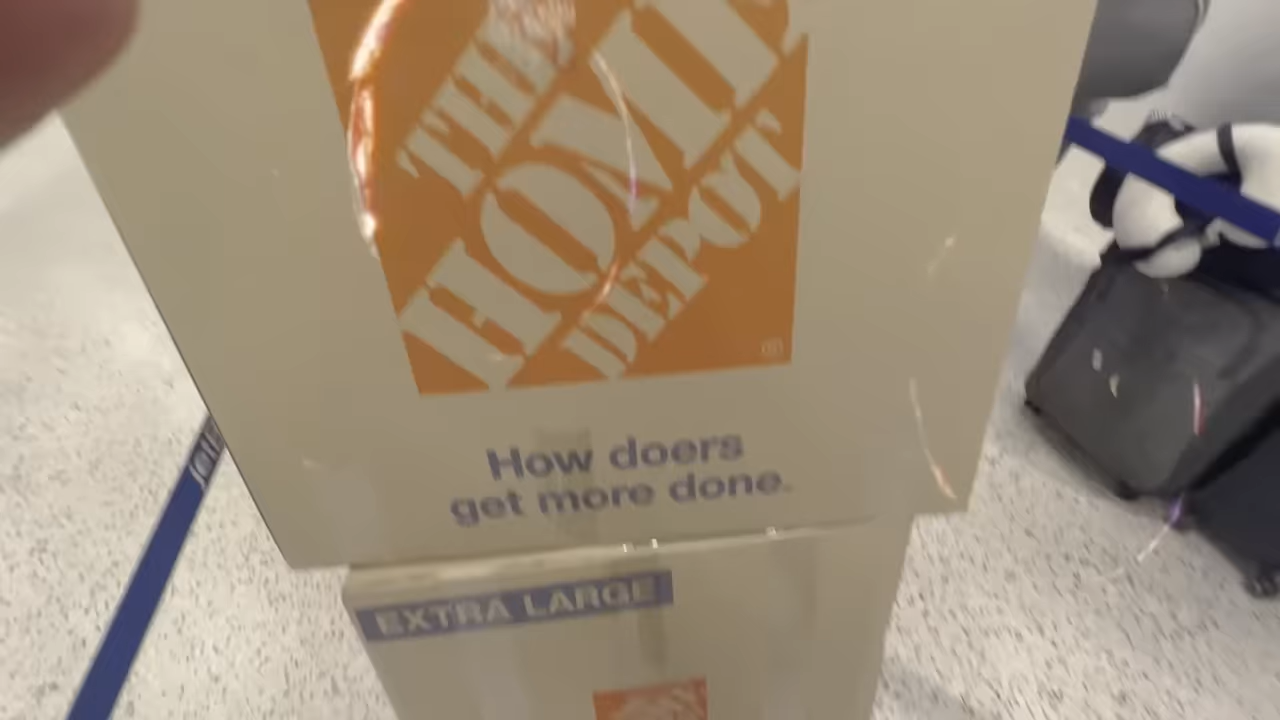 THE
HOME
DEPOT
How doers
get more done.
EXTRA LARGE